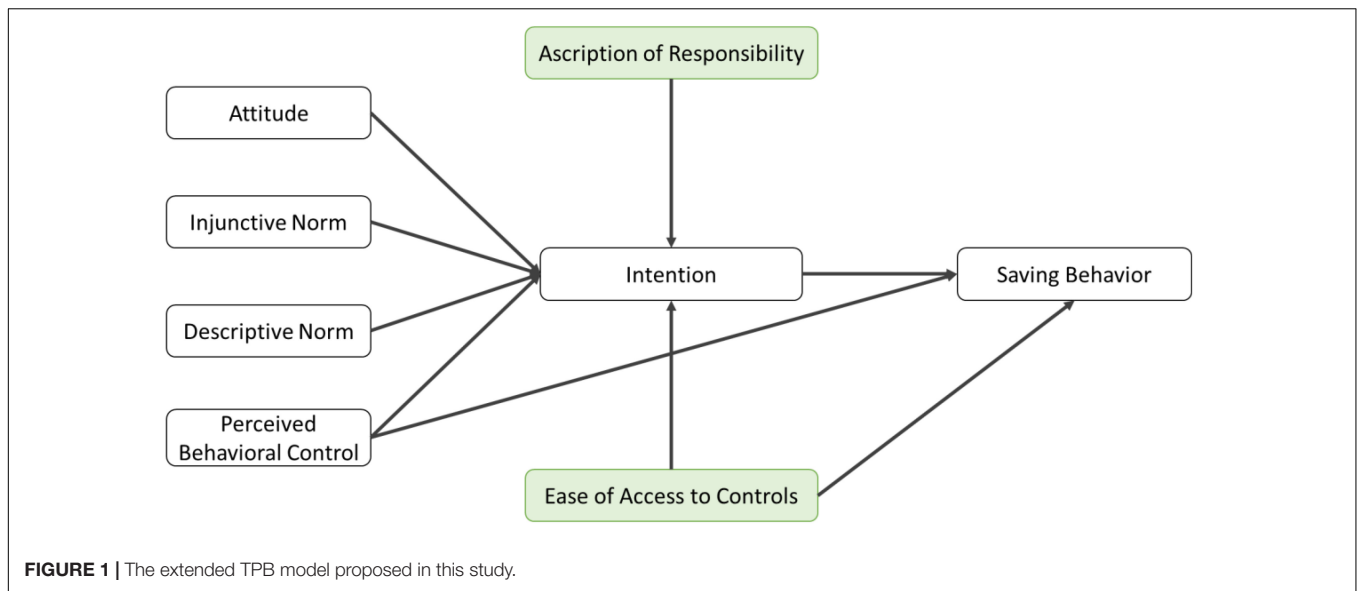 Ascription of Responsibility
Attitude
Injunctive Norm
Intention
Saving Behavior
Descriptive Norm
Perceived
Behavioral Control
Ease of Access to Controls
FIGURE 1 | The extended TPB model proposed in this study.